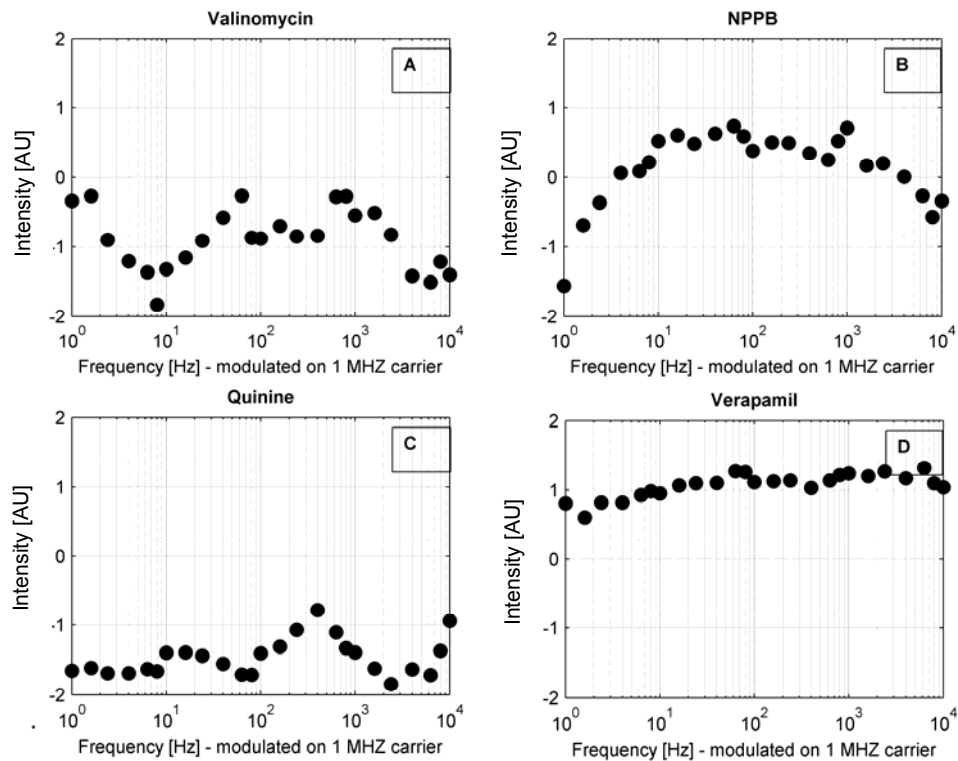 Valinomycin
A
2
1
0
-1
-2
Intensity [AU]
10^0 10^1 10^2 10^3 10^4
Frequency [Hz] - modulated on 1 MHZ carrier
NPPB
B
2
1
0
-1
-2
Intensity [AU]
10^0 10^1 10^2 10^3 10^4
Frequency [Hz] - modulated on 1 MHZ carrier
Quinine
C
2
1
0
-1
-2
Intensity [AU]
10^0 10^1 10^2 10^3 10^4
Frequency [Hz] - modulated on 1 MHZ carrier
Verapamil
D
2
1
0
-1
-2
Intensity [AU]
10^0 10^1 10^2 10^3 10^4
Frequency [Hz] - modulated on 1 MHZ carrier
.